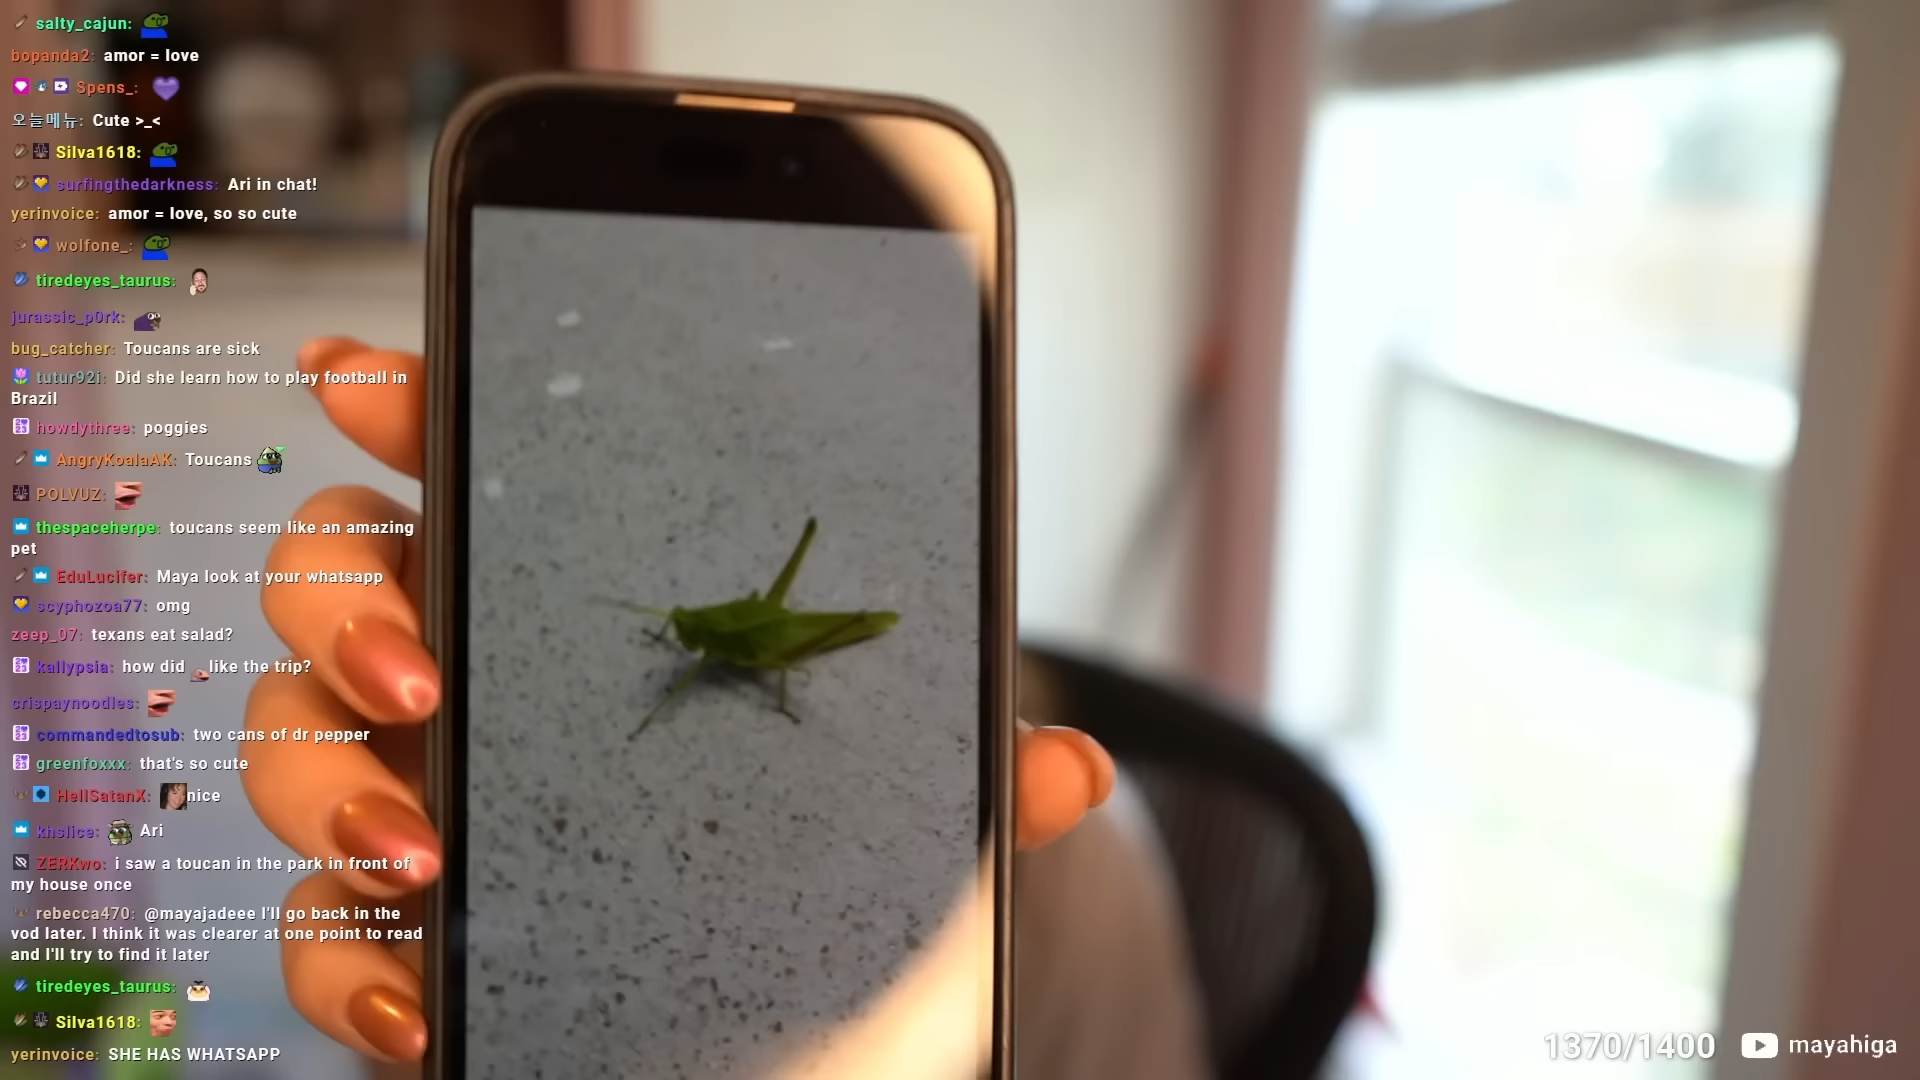 salty_cajun:
bopanda2: amor = love
Spens_:
오늘메뉴: Cute >_<
Silva1618:
surfingthedarkness: Ari in chat!
yerinvoice: amor = love, so so cute
wolfone_:
tiredeyes_taurus:
jurassic_p0rk:
bug_catcher: Toucans are sick
tutur92i: Did she learn how to play football in
Brazil
howdythree: poggies
AngryKoalaAK: Toucans
POLVUZ:
thespaceherpe: toucans seem like an amazing
pet
EduLucifer: Maya look at your whatsapp
scyphozoa77: omg
zeep_07: texans eat salad?
kallypsia: how did like the trip?
crispaynoodles:
commandedtosub: two cans of dr pepper
greenfoxxx: that's so cute
HellSatanX: nice
khslice: Ari
ZERKwo: i saw a toucan in the park in front of
my house once
rebecca470: @mayajadeee I'll go back in the
vod later. I think it was clearer at one point to read
and I'll try to find it later
tiredeyes_taurus:
Silva1618:
yerinvoice: SHE HAS WHATSAPP
1370/1400 mayahiga